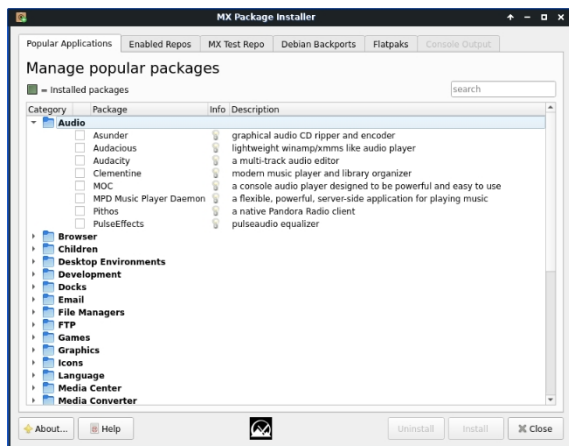 MX Package Installer
Popular Applications Enabled Repos MX Test Repo Debian Backports Flatpaks Console Output
Manage popular packages
= Installed packages search
Category Package Info Description
Audio
Asunder graphical audio CD ripper and encoder
Audacious lightweight winamp/xmms like audio player
Audacity a multi-track audio editor
Clementine modern music player and library organizer
MOC a console audio player designed to be powerful and easy to use
MPD Music Player Daemon a flexible, powerful, server-side application for playing music
Pithos a native Pandora Radio client
PulseEffects pulseaudio equalizer
Browser
Children
Desktop Environments
Development
Docks
Email
File Managers
FTP
Games
Graphics
Icons
Language
Media Center
Media Converter
About... Help Uninstall Install Close